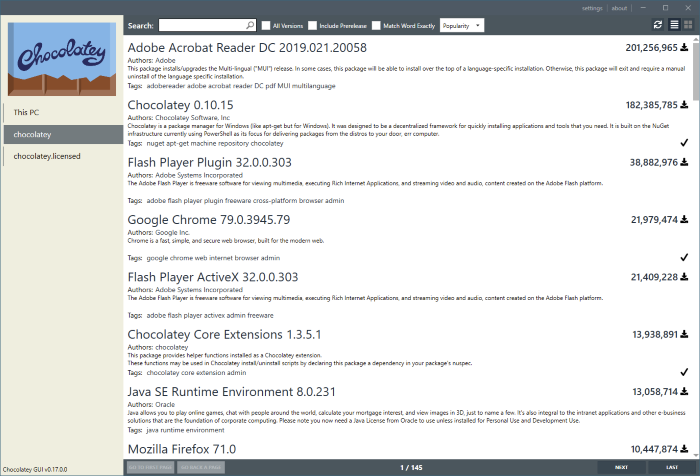 settings | about
Search:
All Versions
Include Prerelease
Match Word Exactly
Popularity
Chocolatey
This PC
chocolatey
chocolatey.licensed
Adobe Acrobat Reader DC 2019.021.20058
201,256,965
Authors: Adobe
This package installs/upgrades the Multi-lingual ("MUI") release. In some cases, this package will be able to install over the top of a language-specific installation. Otherwise, this package will exit and require a manual
uninstall of the language specific installation.
Tags: adobereader adobe acrobat reader DC pdf MUI multilanguage
Chocolatey 0.10.15
182,385,785
Authors: Chocolatey Software, Inc
Chocolatey is a package manager for Windows (like apt-get but for Windows). It was designed to be a decentralized framework for quickly installing applications and tools that you need. It is built on the NuGet
infrastructure currently using PowerShell as its focus for delivering packages from the distros to your door, err computer.
Tags: nuget apt-get machine repository chocolatey
Flash Player Plugin 32.0.0.303
38,882,976
Authors: Adobe Systems Incorporated
The Adobe Flash Player is freeware software for viewing multimedia, executing Rich Internet Applications, and streaming video and audio, content created on the Adobe Flash platform.
Tags: adobe flash player plugin freeware cross-platform browser admin
Google Chrome 79.0.3945.79
21,979,474
Authors: Google Inc.
Chrome is a fast, simple, and secure web browser, built for the modern web.
Tags: google chrome web internet browser admin
Flash Player ActiveX 32.0.0.303
21,409,228
Authors: Adobe Systems Incorporated
The Adobe Flash Player is freeware software for viewing multimedia, executing Rich Internet Applications, and streaming video and audio, content created on the Adobe Flash platform.
Tags: adobe flash player activex admin freeware
Chocolatey Core Extensions 1.3.5.1
13,938,891
Authors: chocolatey
This package provides helper functions installed as a Chocolatey extension.
These functions may be used in Chocolatey install/uninstall scripts by declaring this package a dependency in your package's nuspec.
Tags: chocolatey core extension admin
Java SE Runtime Environment 8.0.231
13,058,714
Authors: Oracle
Java allows you to play online games, chat with people around the world, calculate your mortgage interest, and view images in 3D, just to name a few. It's also integral to the intranet applications and other e-business
solutions that are the foundation of corporate computing. Please note you now need a Java License from Oracle to use unless installed for Personal Use and Development Use.
Tags: java runtime environment
Mozilla Firefox 71.0
10,447,874
Chocolatey GUI v0.17.0.0
GO TO FIRST PAGE
GO BACK A PAGE
1 / 145
NEXT
LAST